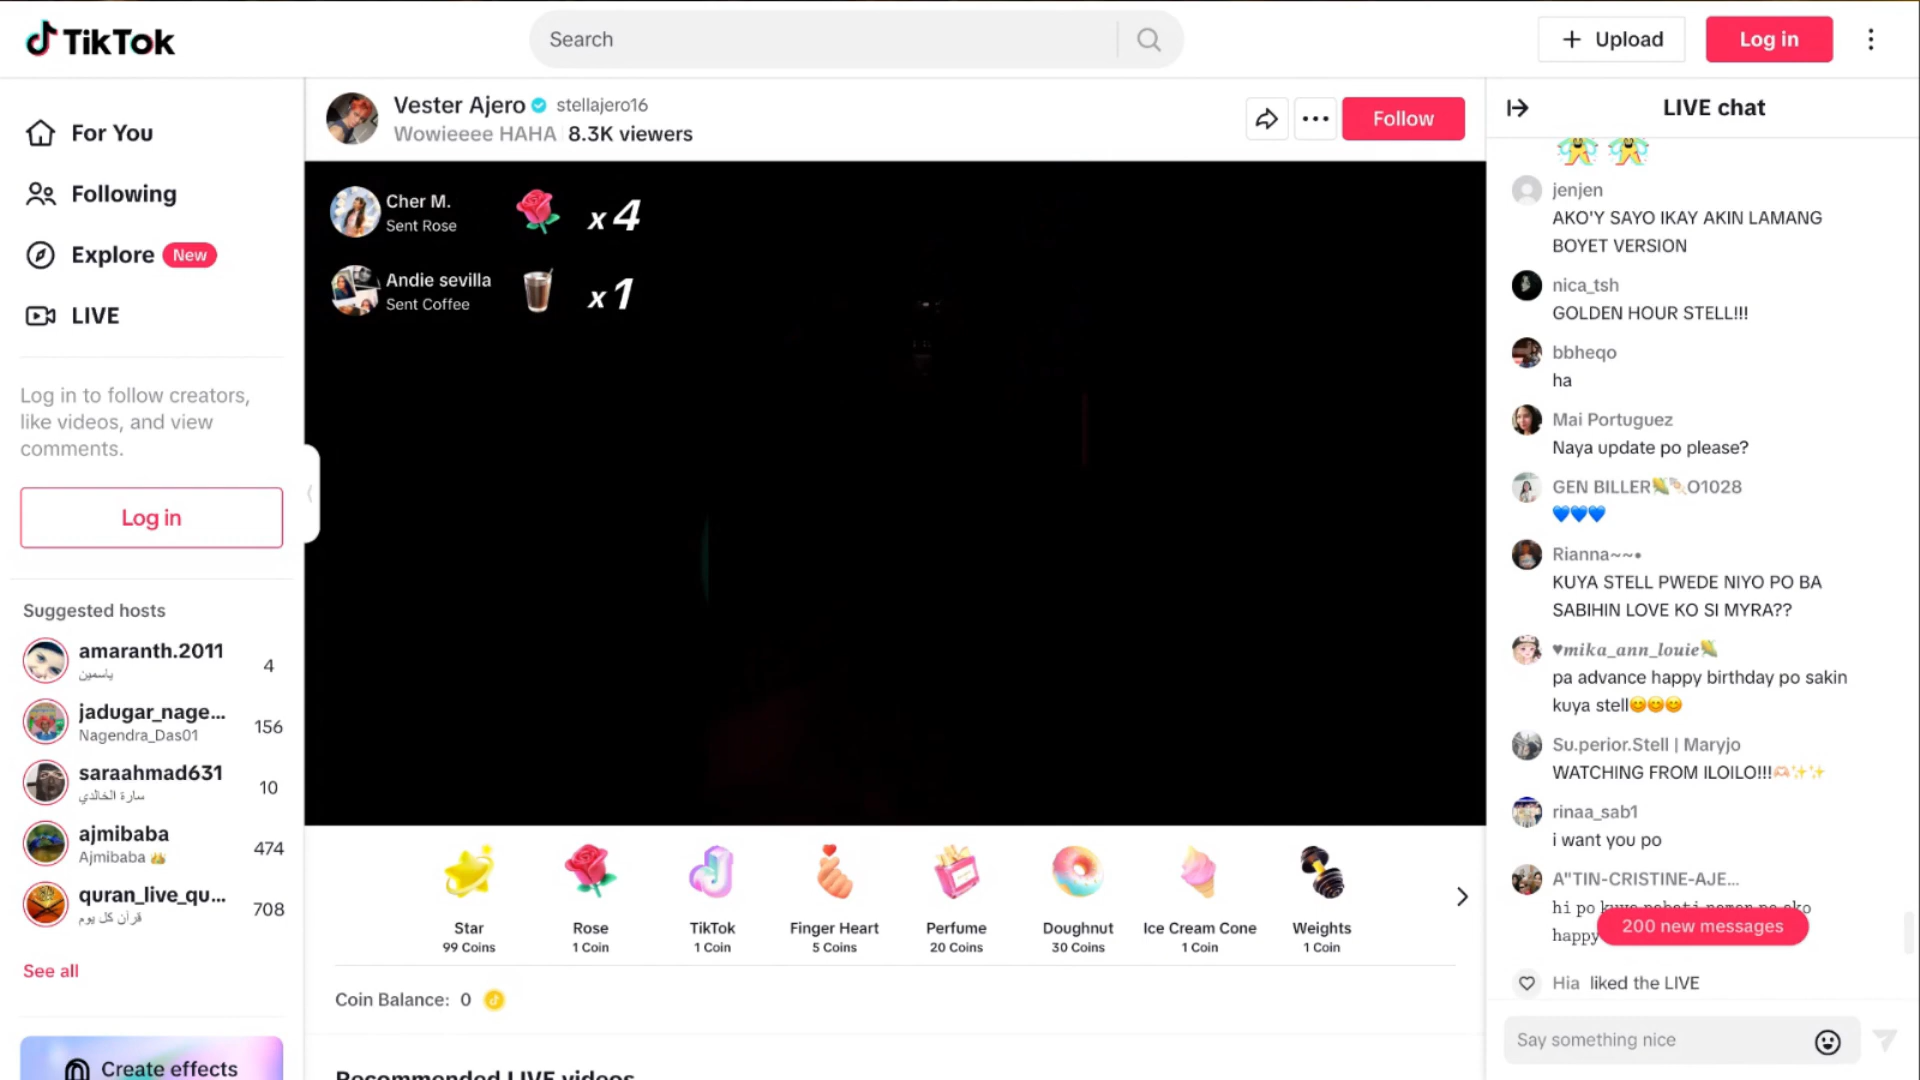 TikTok
Search
Upload
Log in
For You
Following
Explore New
LIVE
Log in to follow creators,
like videos, and view
comments.
Log in
Suggested hosts
amaranth.2011
ياسمين
4
jadugar_nage...
Nagendra_Das01
156
saraahmad631
سارة الخالدي
10
ajmibaba
Ajmibaba 👑
474
quran_live_qu...
قرآن كل يوم
708
See all
Create effects
Vester Ajero stellajero16
Wowieeee HAHA 8.3K viewers
Follow
Cher M.
Sent Rose
x 4
Andie sevilla
Sent Coffee
x 1
Star
99 Coins
Rose
1 Coin
TikTok
1 Coin
Finger Heart
5 Coins
Perfume
20 Coins
Doughnut
30 Coins
Ice Cream Cone
1 Coin
Weights
1 Coin
Coin Balance: 0
Recommended LIVE videos
LIVE chat
jenjen
AKO'Y SAYO IKAY AKIN LAMANG
BOYET VERSION
nica_tsh
GOLDEN HOUR STELL!!!
bbheqo
ha
Mai Portuguez
Naya update po please?
GEN BILLER🌽🍢O1028
💙💙💙
Rianna~~•
KUYA STELL PWEDE NIYO PO BA
SABIHIN LOVE KO SI MYRA??
♥𝒎𝒊𝒌𝒂_𝒂𝒏𝒏_𝒍𝒐𝒖𝒊𝒆🌽
pa advance happy birthday po sakin
kuya stell😊😊😊
Su.perior.Stell | Maryjo
WATCHING FROM ILOILO!!!🫶🏻✨✨
rinaa_sab1
i want you po
A"TIN-CRISTINE-AJE...
hi po
happy
200 new messages
Hia liked the LIVE
Say something nice